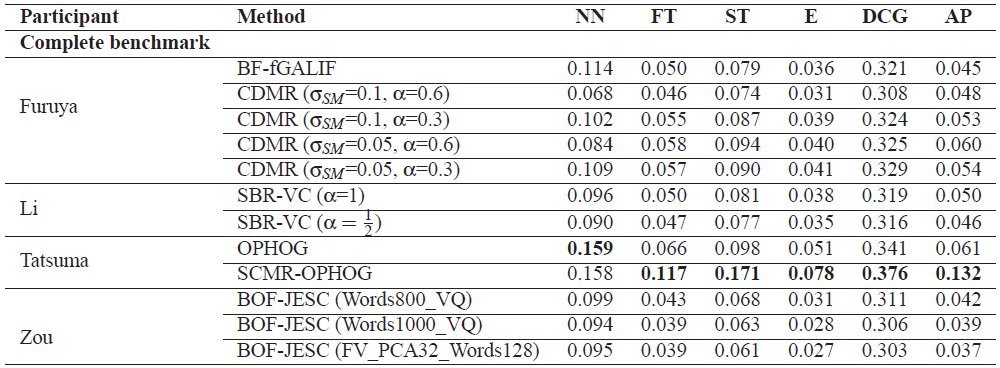 Participant Method NN FT ST E DCG AP
Complete benchmark
Furuya BF-fGALIF 0.114 0.050 0.079 0.036 0.321 0.045
CDMR (σSM=0.1, α=0.6) 0.068 0.046 0.074 0.031 0.308 0.048
CDMR (σSM=0.1, α=0.3) 0.102 0.055 0.087 0.039 0.324 0.053
CDMR (σSM=0.05, α=0.6) 0.084 0.058 0.094 0.040 0.325 0.060
CDMR (σSM=0.05, α=0.3) 0.109 0.057 0.090 0.041 0.329 0.054
Li SBR-VC (α=1) 0.096 0.050 0.081 0.038 0.319 0.050
SBR-VC (α = 1/2) 0.090 0.047 0.077 0.035 0.316 0.046
Tatsuma OPHOG 0.159 0.066 0.098 0.051 0.341 0.061
SCMR-OPHOG 0.158 0.117 0.171 0.078 0.376 0.132
Zou BOF-JESC (Words800_VQ) 0.099 0.043 0.068 0.031 0.311 0.042
BOF-JESC (Words1000_VQ) 0.094 0.039 0.063 0.028 0.306 0.039
BOF-JESC (FV_PCA32_Words128) 0.095 0.039 0.061 0.027 0.303 0.037